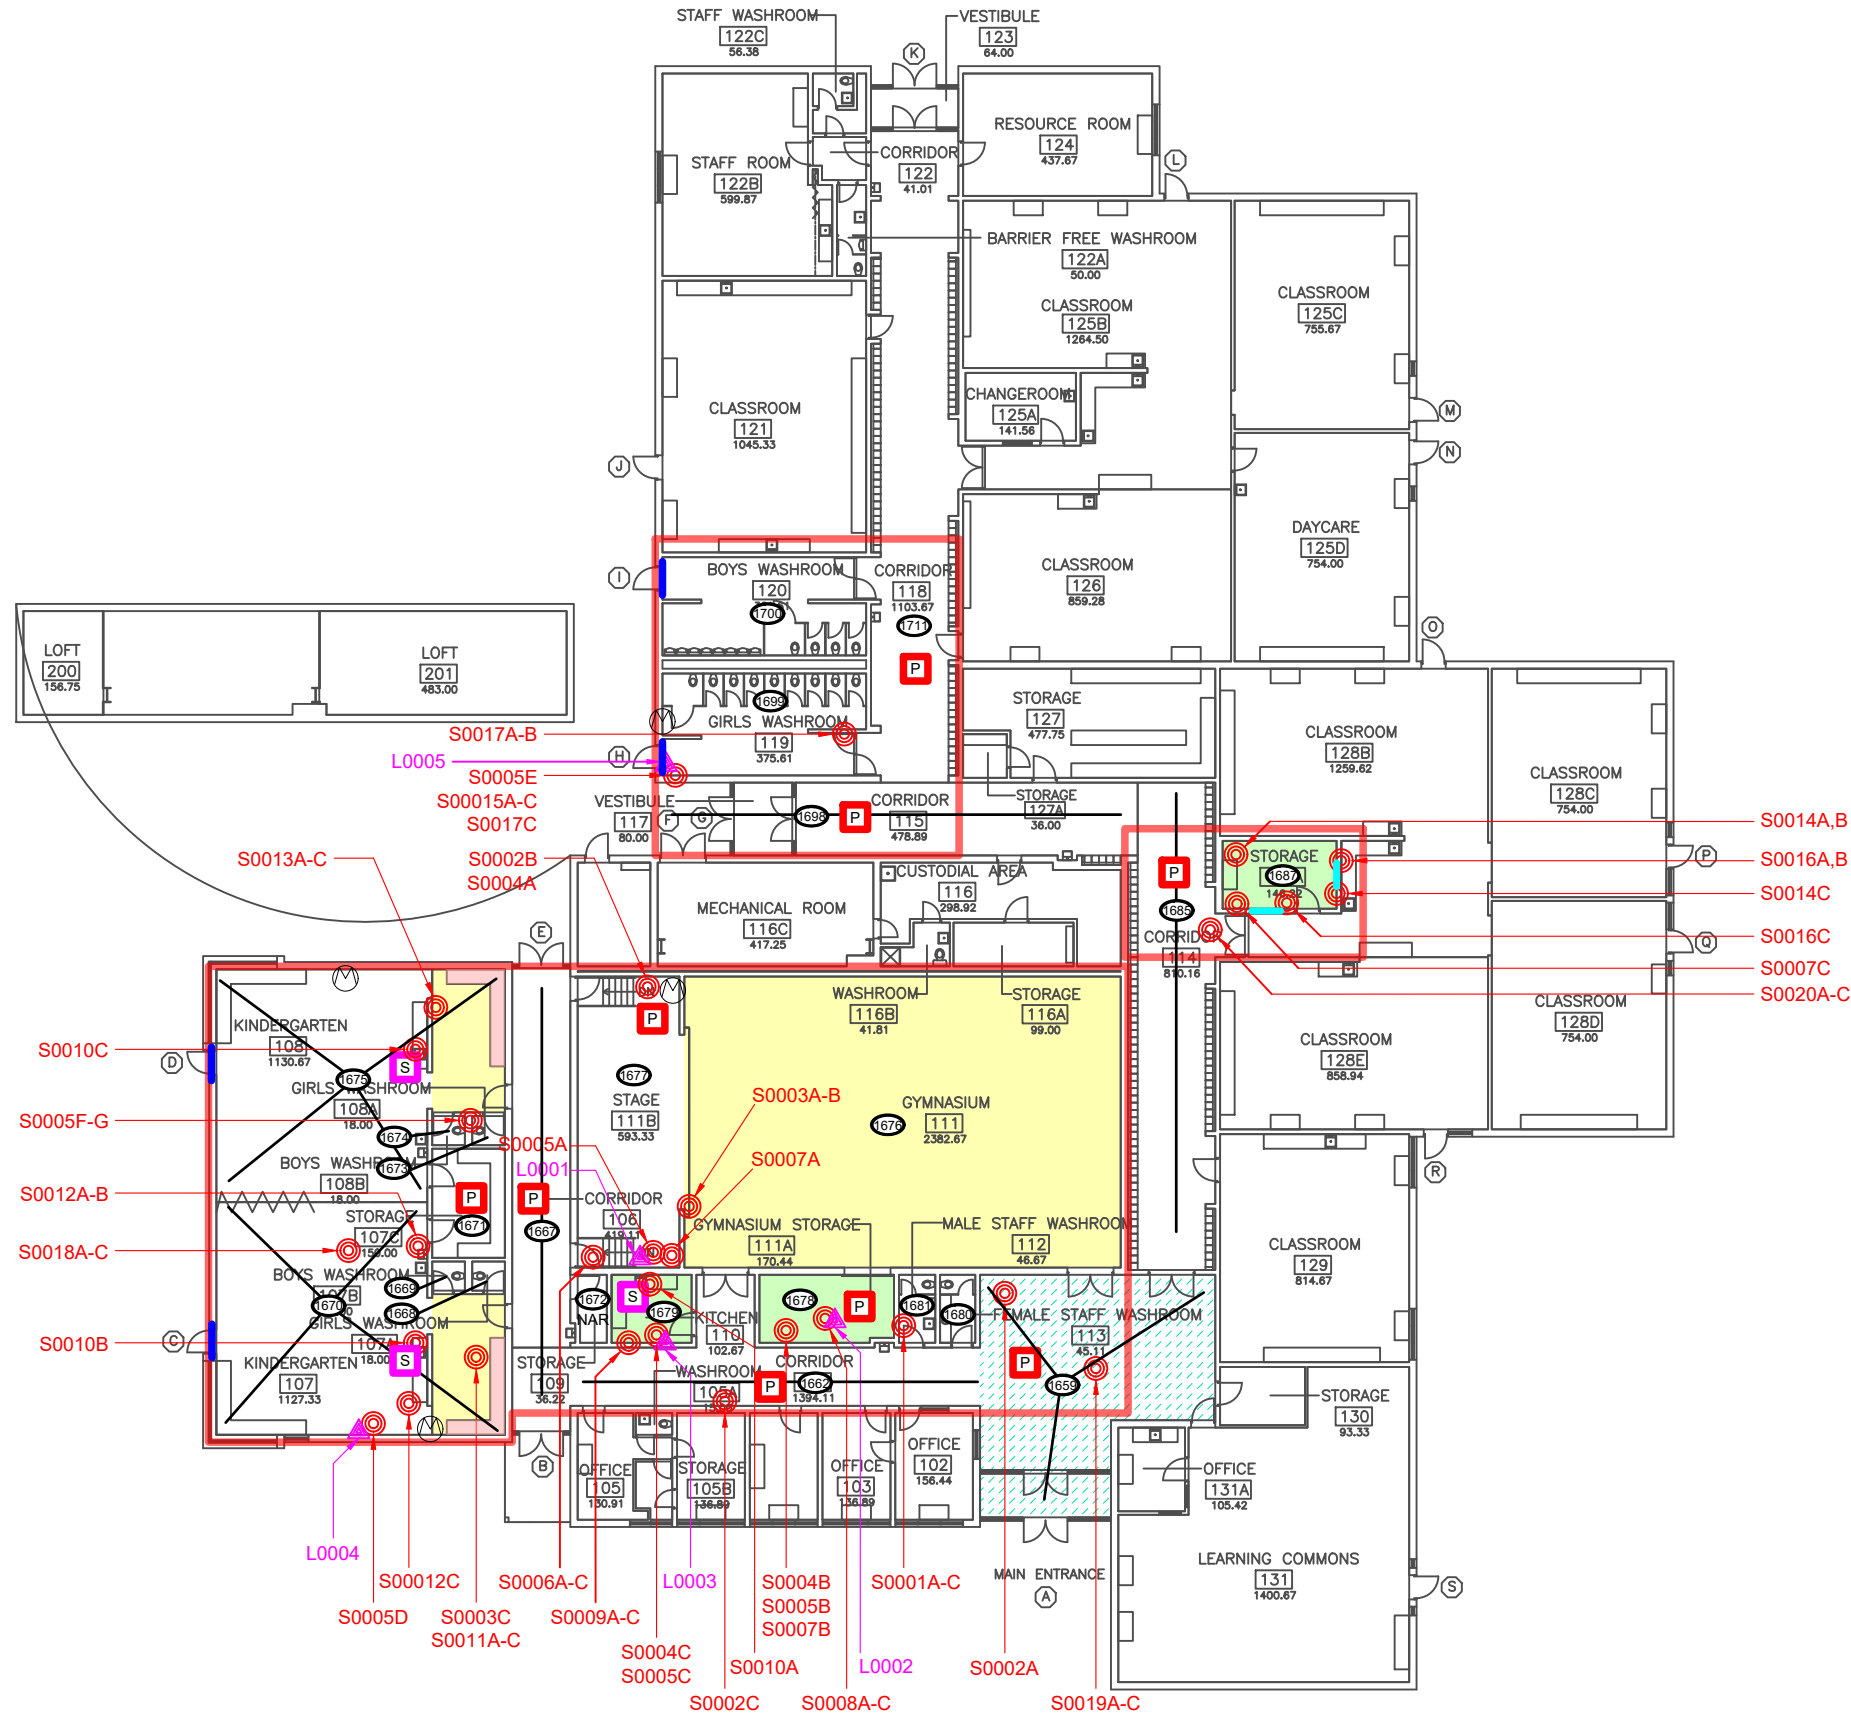 STAFF WASHROOM
122C
56.38
VESTIBULE
123
64.00
K
RESOURCE ROOM
124
437.67
L
STAFF ROOM
122B
599.87
CORRIDOR
122
41.01
BARRIER FREE WASHROOM
122A
50.00
CLASSROOM
125B
1264.50
CLASSROOM
125C
755.67
CHANGEROOM
125A
141.56
CLASSROOM
121
1045.33
M
N
J
DAYCARE
125D
754.00
I
BOYS WASHROOM
120
1700
CORRIDOR
118
1103.67
1711
P
CLASSROOM
126
859.28
O
LOFT
200
156.75
LOFT
201
483.00
1699
M
GIRLS WASHROOM
119
375.61
S0017A-B
L0005
H
S0005E
S00015A-C
S0017C
STORAGE
127
477.75
CLASSROOM
128B
1259.62
CLASSROOM
128C
754.00
VESTIBULE
117
80.00
F
G
1698
P
CORRIDOR
115
478.89
STORAGE
127A
36.00
S0014A,B
S0016A,B
S0014C
P
S0013A-C
S0002B
S0004A
CUSTODIAL AREA
116
298.92
P
STORAGE
1687
146.22
MECHANICAL ROOM
116C
417.25
1685
CORRIDOR
114
810.16
E
Q
S0016C
S0007C
S0020A-C
WASHROOM
116B
41.81
STORAGE
116A
99.00
CLASSROOM
128D
754.00
CLASSROOM
128E
858.94
M
M
DN
P
KINDERGARTEN
108
1130.67
D
S0010C
S
1675
GIRLS WASHROOM
108A
18.00
1677
STAGE
111B
593.33
S0003A-B
GYMNASIUM
111
2382.67
1676
S0005F-G
1674
1673
BOYS WASHROOM
108B
18.00
S0005A
L0001
S0007A
R
S0012A-B
P
1671
P
1667
CORRIDOR
106
419.11
STORAGE
107C
150.00
S0018A-C
GYMNASIUM STORAGE
111A
170.44
MALE STAFF WASHROOM
112
46.67
CLASSROOM
129
814.67
DN
BOYS WASHROOM
107B
1669
1670
1668
1672
NAR
S
1679
KITCHEN
110
102.67
1678
P
1681
1680
FEMALE STAFF WASHROOM
113
45.11
GIRLS WASHROOM
107A
18.00
S
S0010B
C
KINDERGARTEN
107
1127.33
M
STORAGE
109
36.22
WASHROOM
105A
P
CORRIDOR
1662
1394.11
P
1659
STORAGE
130
93.33
B
OFFICE
105
130.91
STORAGE
105B
136.89
OFFICE
103
136.89
OFFICE
102
156.44
OFFICE
131A
105.42
L0004
S00012C
S0005D
S0003C
S0011A-C
S0006A-C
S0009A-C
L0003
S0004C
S0005C
S0002C
S0010A
S0004B
S0005B
S0007B
S0008A-C
L0002
S0001A-C
S0002A
S0019A-C
MAIN ENTRANCE
A
LEARNING COMMONS
131
1400.67
S